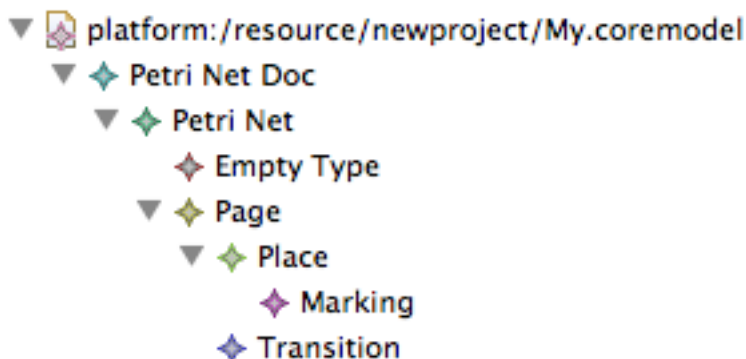 platform:/resource/newproject/My.coremodel
Petri Net Doc
Petri Net
Empty Type
Page
Place
Marking
Transition